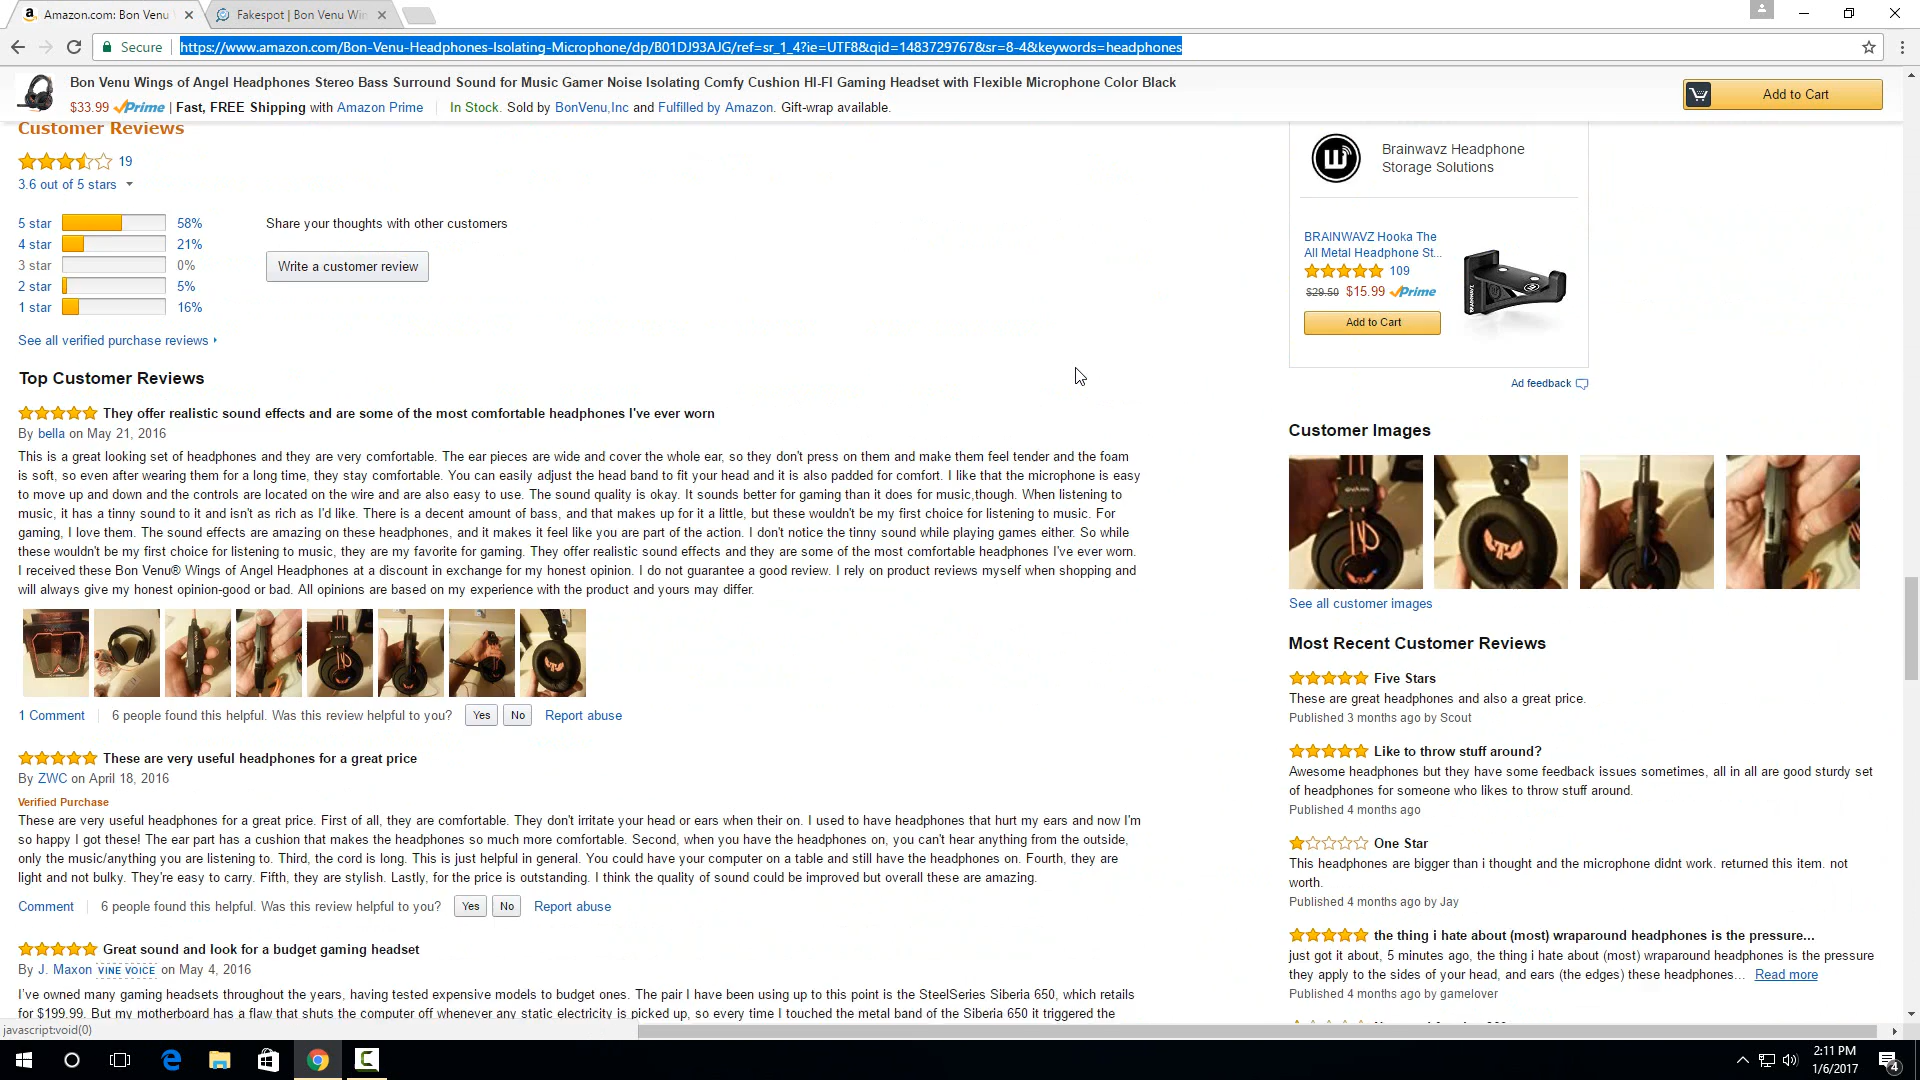 Amazon.com: Bon Venu
Fakespot | Bon Venu Win
Secure
https://www.amazon.com/Bon-Venu-Headphones-Isolating-Microphone/dp/B01DJ93AJG/ref=sr_1_4?ie=UTF8&qid=1483729767&sr=8-4&keywords=headphones
Bon Venu Wings of Angel Headphones Stereo Bass Surround Sound for Music Gamer Noise Isolating Comfy Cushion HI-FI Gaming Headset with Flexible Microphone Color Black
$33.99 Prime | Fast, FREE Shipping with Amazon Prime In Stock. Sold by BonVenu,Inc and Fulfilled by Amazon. Gift-wrap available.
Add to Cart
Customer Reviews
19
3.6 out of 5 stars
5 star 58%
4 star 21%
3 star 0%
2 star 5%
1 star 16%
Share your thoughts with other customers
Write a customer review
See all verified purchase reviews
Top Customer Reviews
They offer realistic sound effects and are some of the most comfortable headphones I've ever worn
By bella on May 21, 2016
This is a great looking set of headphones and they are very comfortable. The ear pieces are wide and cover the whole ear, so they don't press on them and make them feel tender and the foam
is soft, so even after wearing them for a long time, they stay comfortable. You can easily adjust the head band to fit your head and it is also padded for comfort. I like that the microphone is easy
to move up and down and the controls are located on the wire and are also easy to use. The sound quality is okay. It sounds better for gaming than it does for music,though. When listening to
music, it has a tinny sound to it and isn't as rich as I'd like. There is a decent amount of bass, and that makes up for it a little, but these wouldn't be my first choice for listening to music. For
gaming, I love them. The sound effects are amazing on these headphones, and it makes it feel like you are part of the action. I don't notice the tinny sound while playing games either. So while
these wouldn't be my first choice for listening to music, they are my favorite for gaming. They offer realistic sound effects and they are some of the most comfortable headphones I've ever worn.
I received these Bon Venu® Wings of Angel Headphones at a discount in exchange for my honest opinion. I do not guarantee a good review. I rely on product reviews myself when shopping and
will always give my honest opinion-good or bad. All opinions are based on my experience with the product and yours may differ.
1 Comment 6 people found this helpful. Was this review helpful to you? Yes No Report abuse
These are very useful headphones for a great price
By ZWC on April 18, 2016
Verified Purchase
These are very useful headphones for a great price. First of all, they are comfortable. They don't irritate your head or ears when their on. I used to have headphones that hurt my ears and now I'm
so happy I got these! The ear part has a cushion that makes the headphones so much more comfortable. Second, when you have the headphones on, you can't hear anything from the outside,
only the music/anything you are listening to. Third, the cord is long. This is just helpful in general. You could have your computer on a table and still have the headphones on. Fourth, they are
light and not bulky. They're easy to carry. Fifth, they are stylish. Lastly, for the price is outstanding. I think the quality of sound could be improved but overall these are amazing.
Comment 6 people found this helpful. Was this review helpful to you? Yes No Report abuse
Great sound and look for a budget gaming headset
By J. Maxon VINE VOICE on May 4, 2016
I've owned many gaming headsets throughout the years, having tested expensive models to budget ones. The pair I have been using up to this point is the SteelSeries Siberia 650, which retails
for $199.99. But my motherboard has a flaw that shuts the computer off whenever any static electricity is picked up, so every time I touched the metal band of the Siberia 650 it triggered the
Brainwavz Headphone
Storage Solutions
BRAINWAVZ Hooka The
All Metal Headphone St...
109
$29.50 $15.99 Prime
Add to Cart
Ad feedback
Customer Images
See all customer images
Most Recent Customer Reviews
Five Stars
These are great headphones and also a great price.
Published 3 months ago by Scout
Like to throw stuff around?
Awesome headphones but they have some feedback issues sometimes, all in all are good sturdy set
of headphones for someone who likes to throw stuff around.
Published 4 months ago
One Star
This headphones are bigger than i thought and the microphone didnt work. returned this item. not
worth.
Published 4 months ago by Jay
the thing i hate about (most) wraparound headphones is the pressure...
just got it about, 5 minutes ago, the thing i hate about (most) wraparound headphones is the pressure
they apply to the sides of your head, and ears (the edges) these headphones... Read more
Published 4 months ago by gamelover
javascript:void(0)
2:11 PM
1/6/2017
4